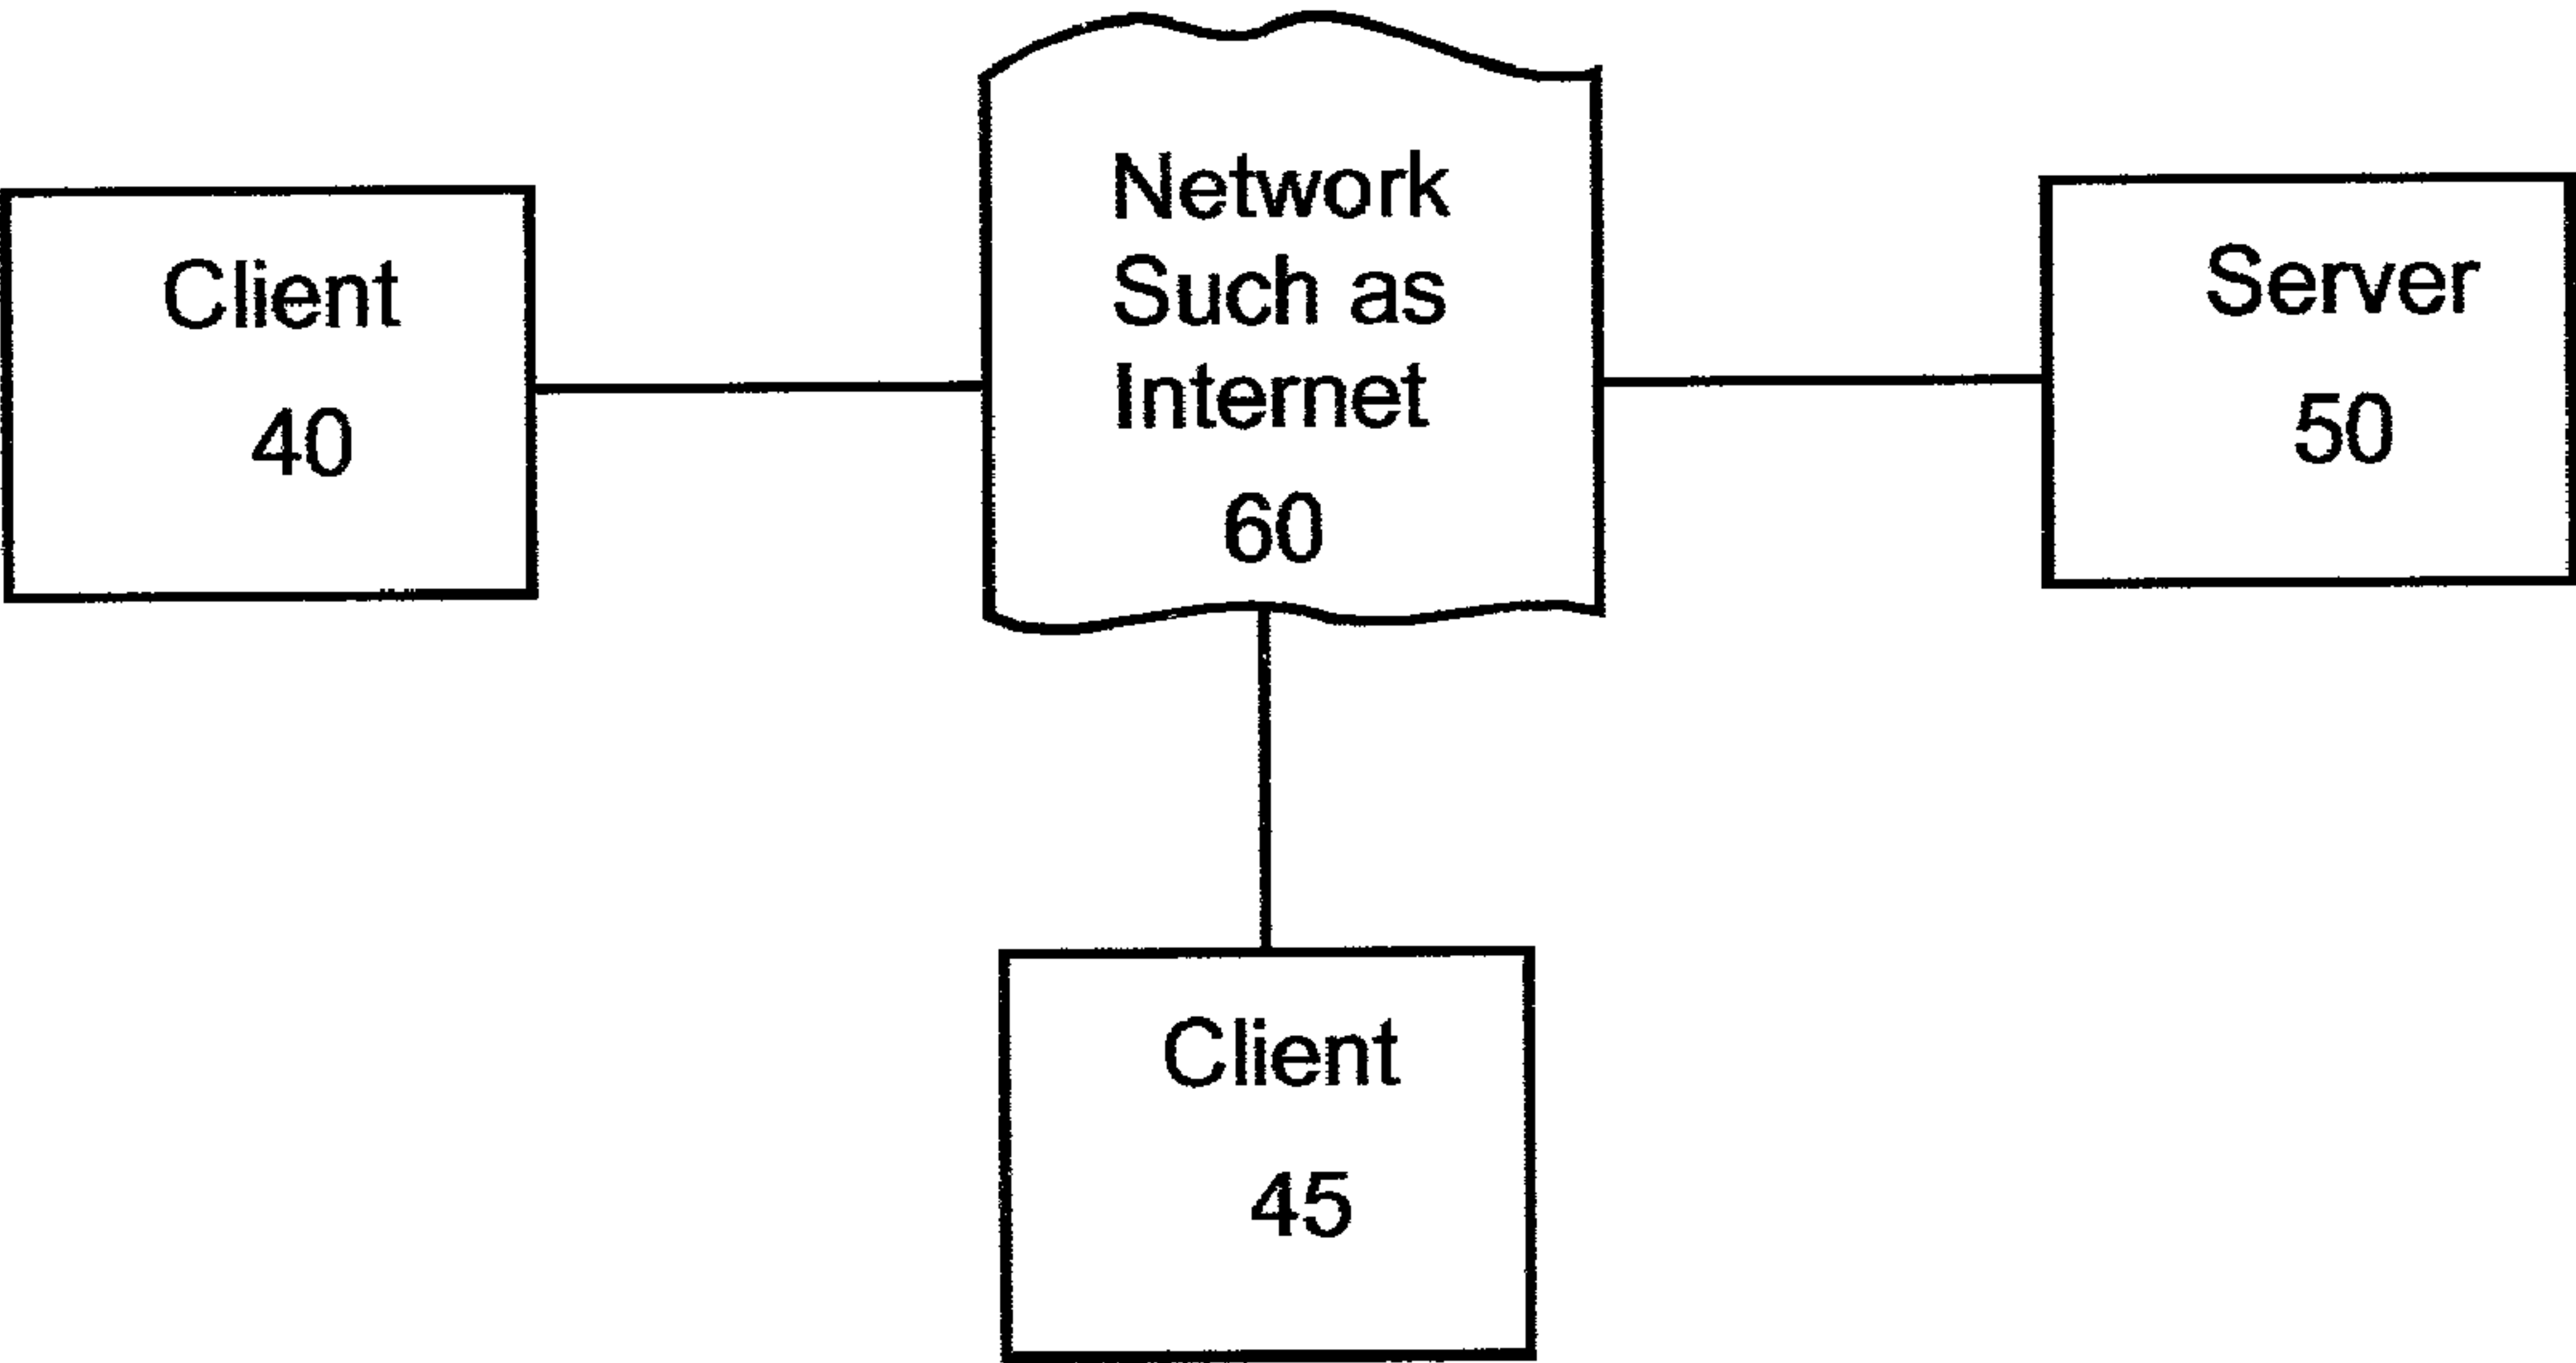 Client
40
Network
Such as
Internet
60
Server
50
Client
45